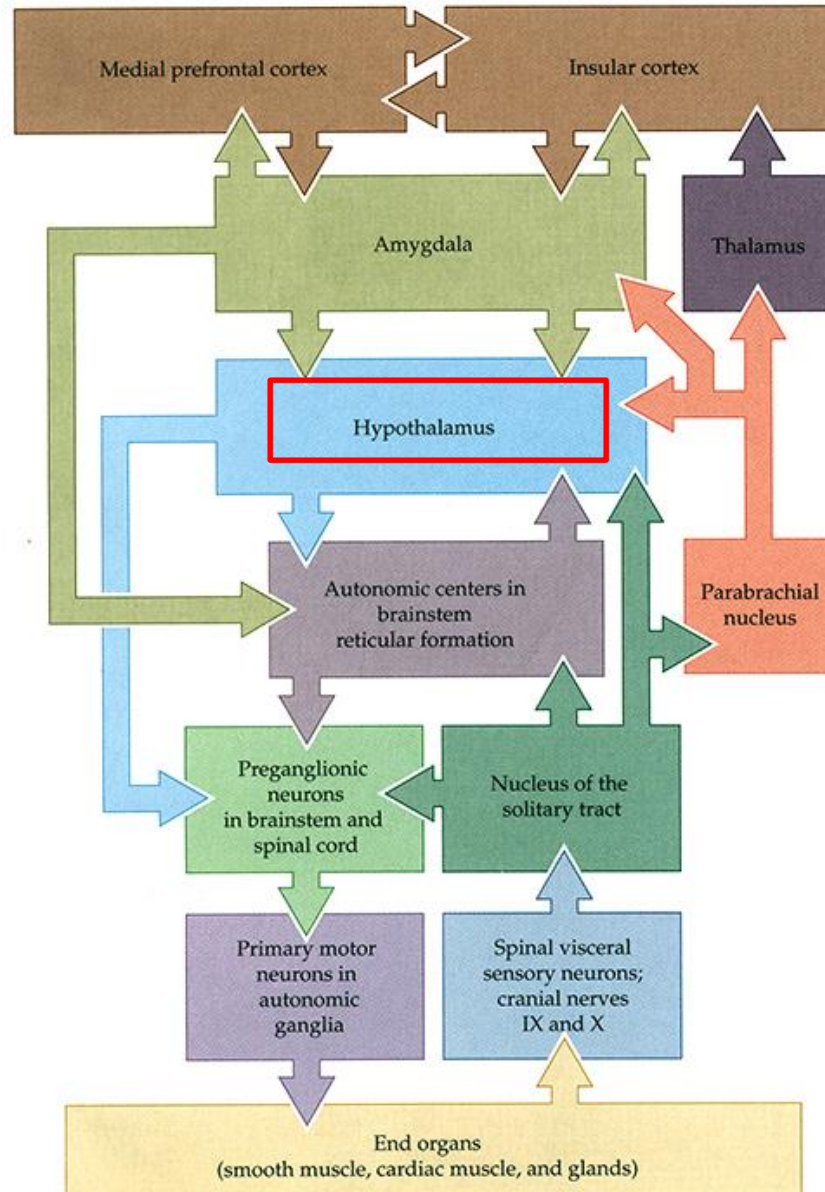 Medial prefrontal cortex
Insular cortex
Amygdala
Thalamus
Hypothalamus
Autonomic centers in
brainstem
reticular formation
Parabrachial
nucleus
Preganglionic
neurons
in brainstem and
spinal cord
Nucleus of the
solitary tract
Primary motor
neurons in
autonomic
ganglia
Spinal visceral
sensory neurons;
cranial nerves
IX and X
End organs
(smooth muscle, cardiac muscle, and glands)